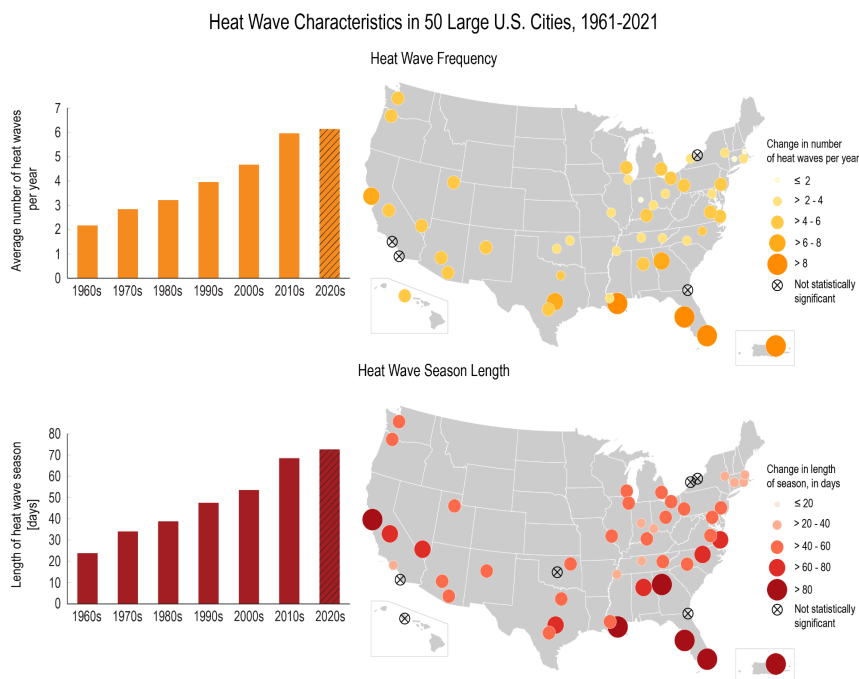 Heat Wave Characteristics in 50 Large U.S. Cities, 1961-2021
Heat Wave Frequency
Average number of heat waves
per year
7
6
5
4
3
2
1
0
1960s 1970s 1980s 1990s 2000s 2010s 2020s
Change in number
of heat waves per year
≤ 2
> 2 - 4
> 4 - 6
> 6 - 8
> 8
Not statistically
significant
Heat Wave Season Length
Length of heat wave season
[days]
80
70
60
50
40
30
20
10
0
1960s 1970s 1980s 1990s 2000s 2010s 2020s
Change in length
of season, in days
≤ 20
> 20 - 40
> 40 - 60
> 60 - 80
> 80
Not statistically
significant